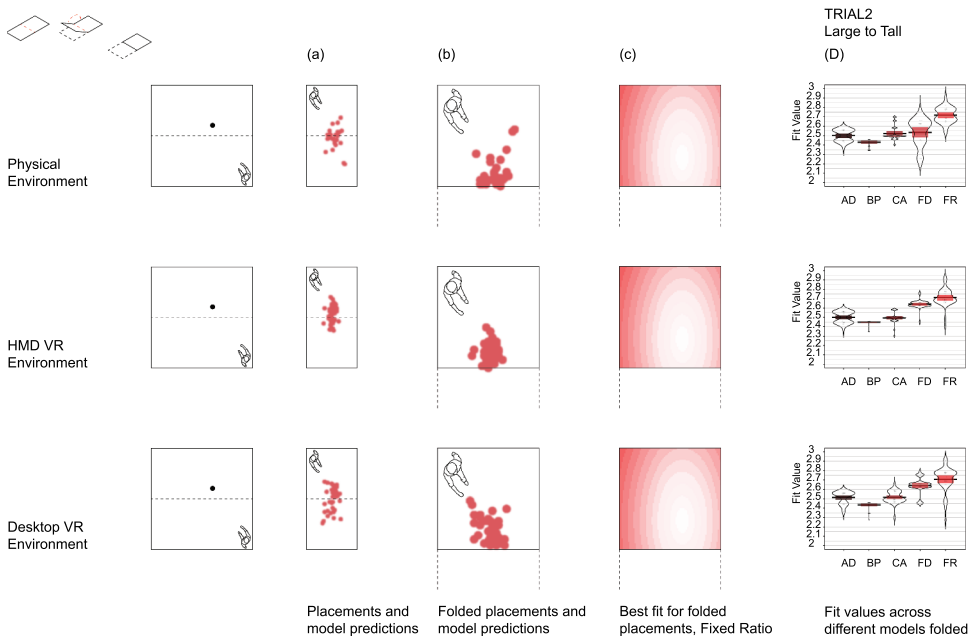 TRIAL2
Large to Tall
(a)
(b)
(c)
(D)
Physical
Environment
Fit Value
3
2.9
2.8
2.7
2.6
2.5
2.4
2.3
2.2
2.1
2
AD BP CA FD FR
HMD VR
Environment
Fit Value
3
2.9
2.8
2.7
2.6
2.5
2.4
2.3
2.2
2.1
2
AD BP CA FD FR
Desktop VR
Environment
Fit Value
3
2.9
2.8
2.7
2.6
2.5
2.4
2.3
2.2
2.1
2
AD BP CA FD FR
Placements and
model predictions
Folded placements and
model predictions
Best fit for folded
placements, Fixed Ratio
Fit values across
different models folded